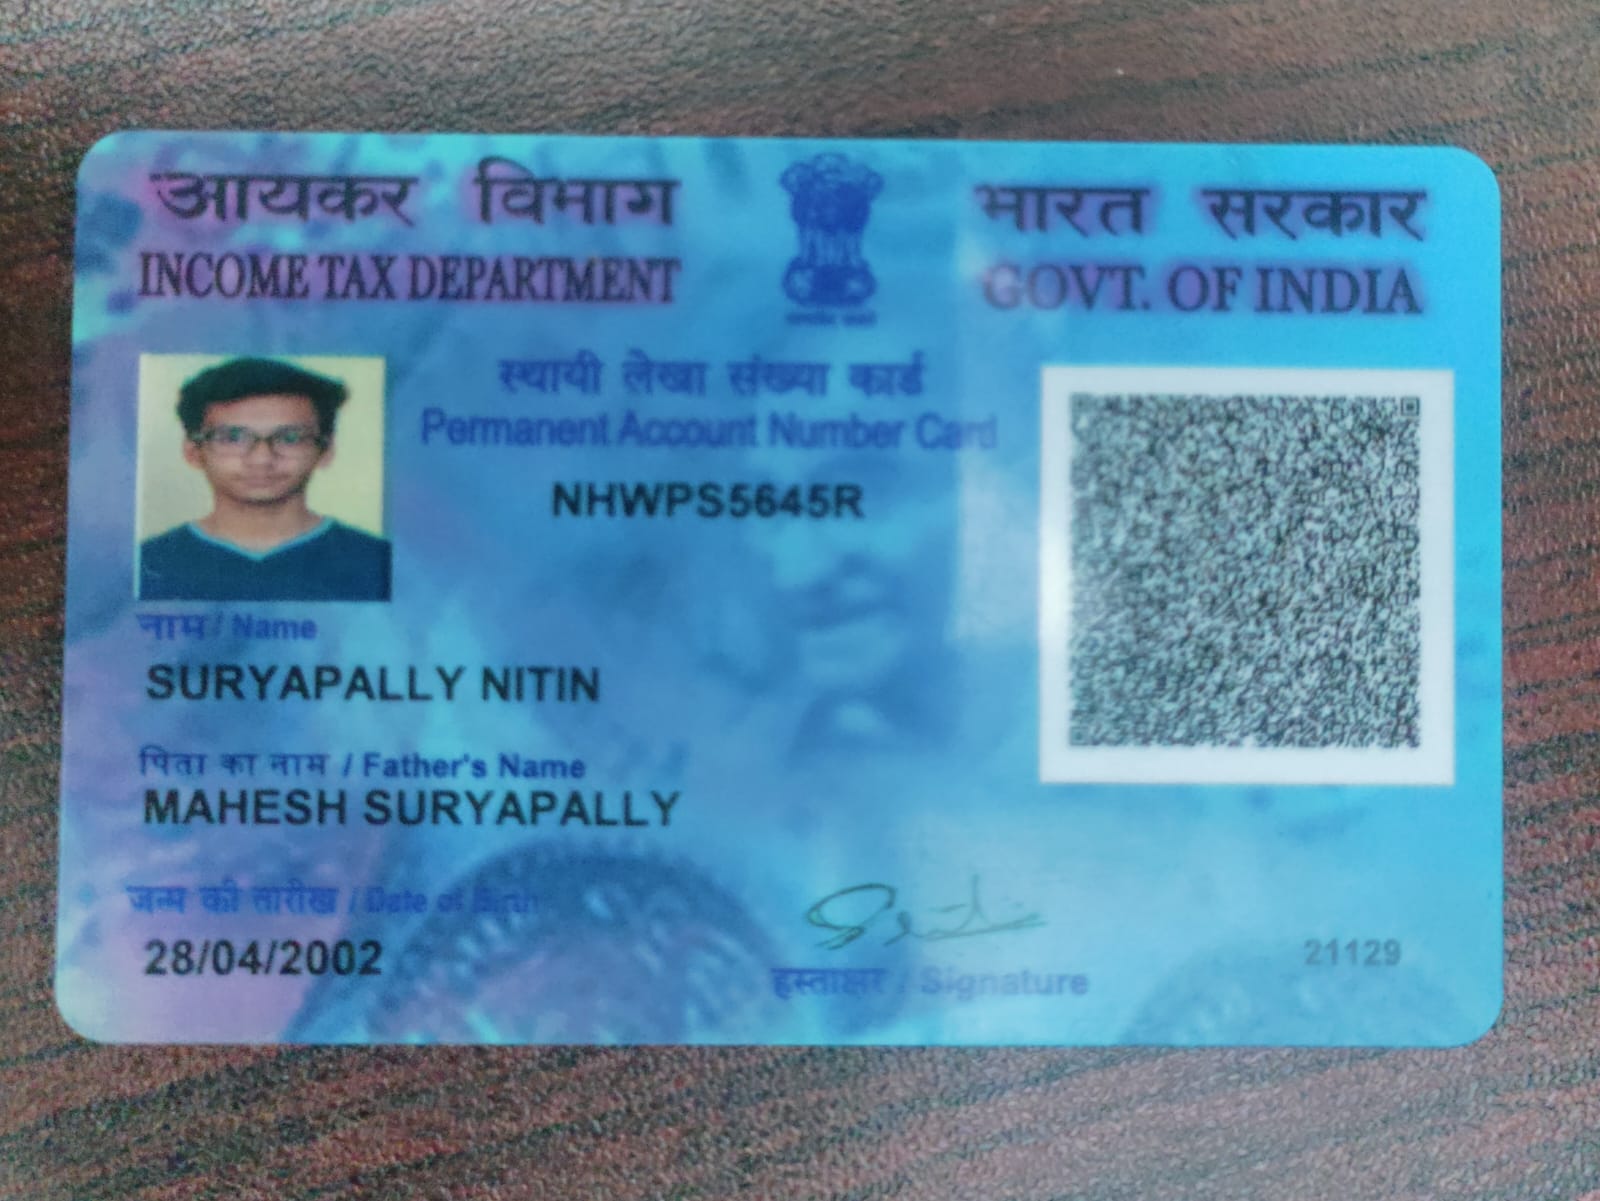 आयकर विभाग
INCOME TAX DEPARTMENT
भारत सरकार
GOVT. OF INDIA
स्थायी लेखा संख्या कार्ड
Permanent Account Number Card
NHWPS5645R
नाम / Name
SURYAPALLY NITIN
पिता का नाम / Father's Name
MAHESH SURYAPALLY
जन्म की तारीख / Date of Birth
28/04/2002
हस्ताक्षर / Signature
21129